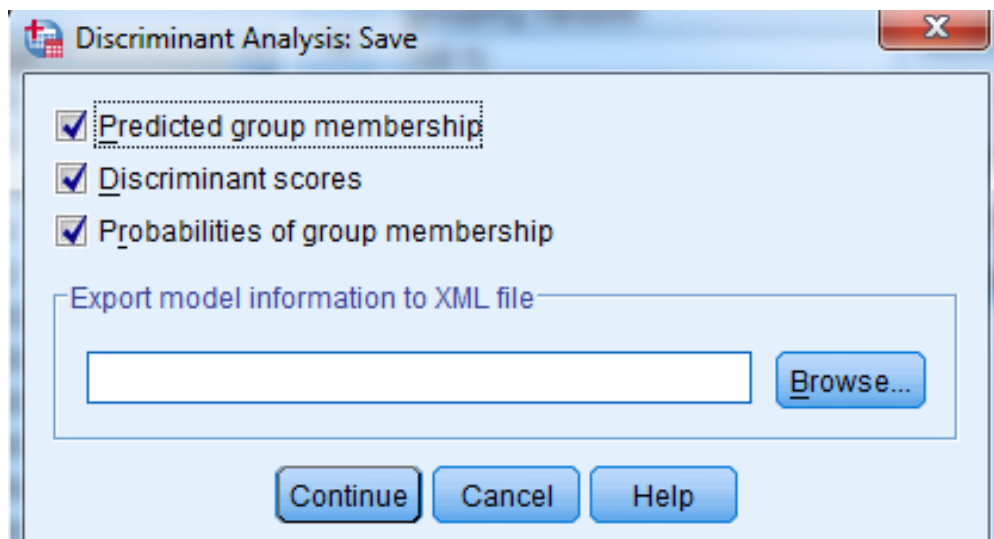 Discriminant Analysis: Save
Predicted group membership
Discriminant scores
Probabilities of group membership
Export model information to XML file
Browse...
Continue Cancel Help